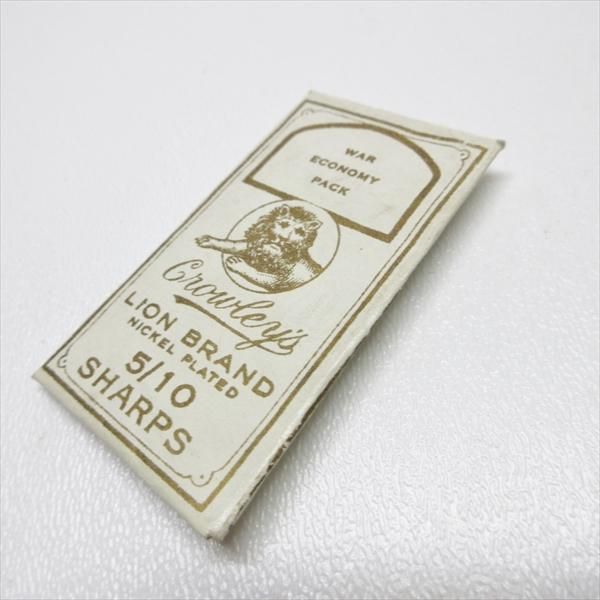 WAR
ECONOMY
PACK
Crowley's
LION BRAND
NICKEL PLATED
5/10
SHARPS